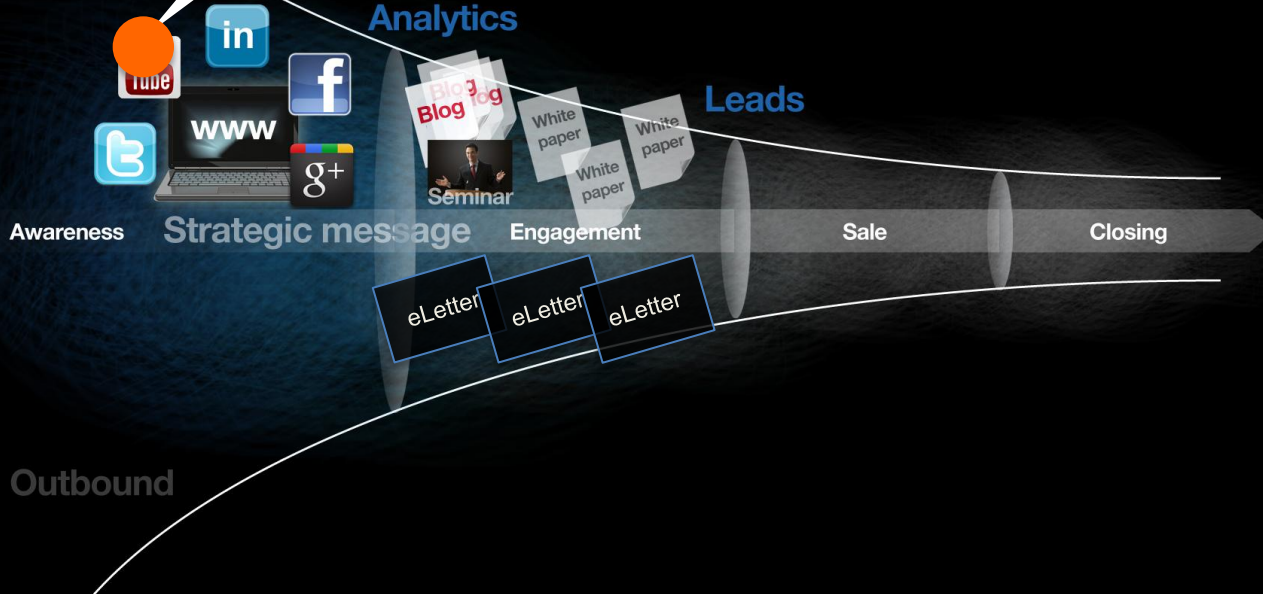 Analytics
in
Tube
f
Blog
log
Blog
White
paper
White
paper
White
paper
Leads
www
g+
Seminar
Awareness
Strategic message
Engagement
Sale
Closing
eLetter
eLetter
eLetter
Outbound